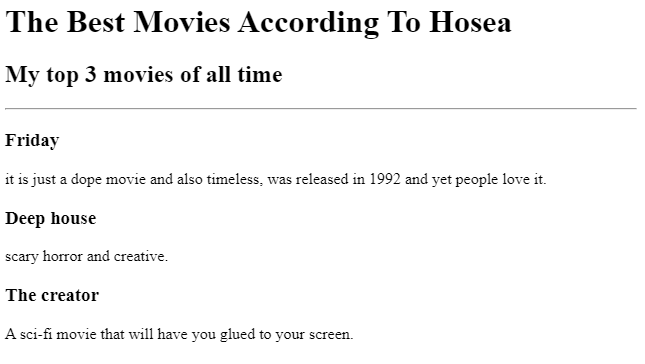 The Best Movies According To Hosea
My top 3 movies of all time
Friday
it is just a dope movie and also timeless, was released in 1992 and yet people love it.
Deep house
scary horror and creative.
The creator
A sci-fi movie that will have you glued to your screen.